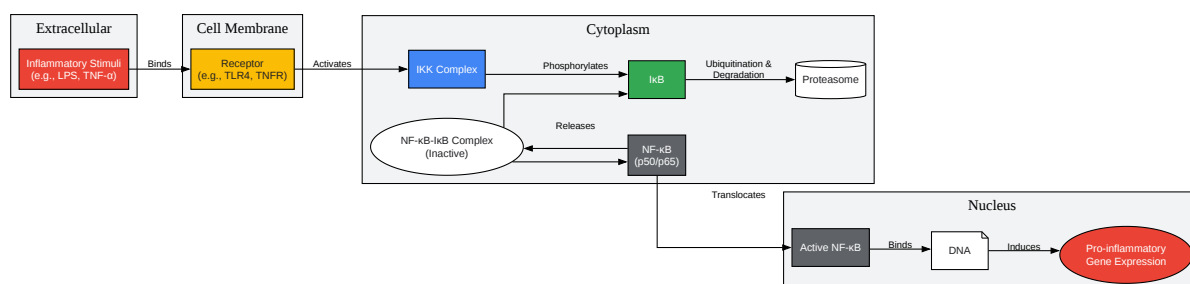 Extracellular
Inflammatory Stimuli
(e.g., LPS, TNF-α)
Binds
Cell Membrane
Receptor
(e.g., TLR4, TNFR)
Activates
Cytoplasm
IKK Complex
Phosphorylates
IκB
Ubiquitination &
Degradation
Proteasome
NF-κB-IκB Complex
(Inactive)
Releases
NF-κB
(p50/p65)
Translocates
Nucleus
Active NF-κB
Binds
DNA
Induces
Pro-inflammatory
Gene Expression